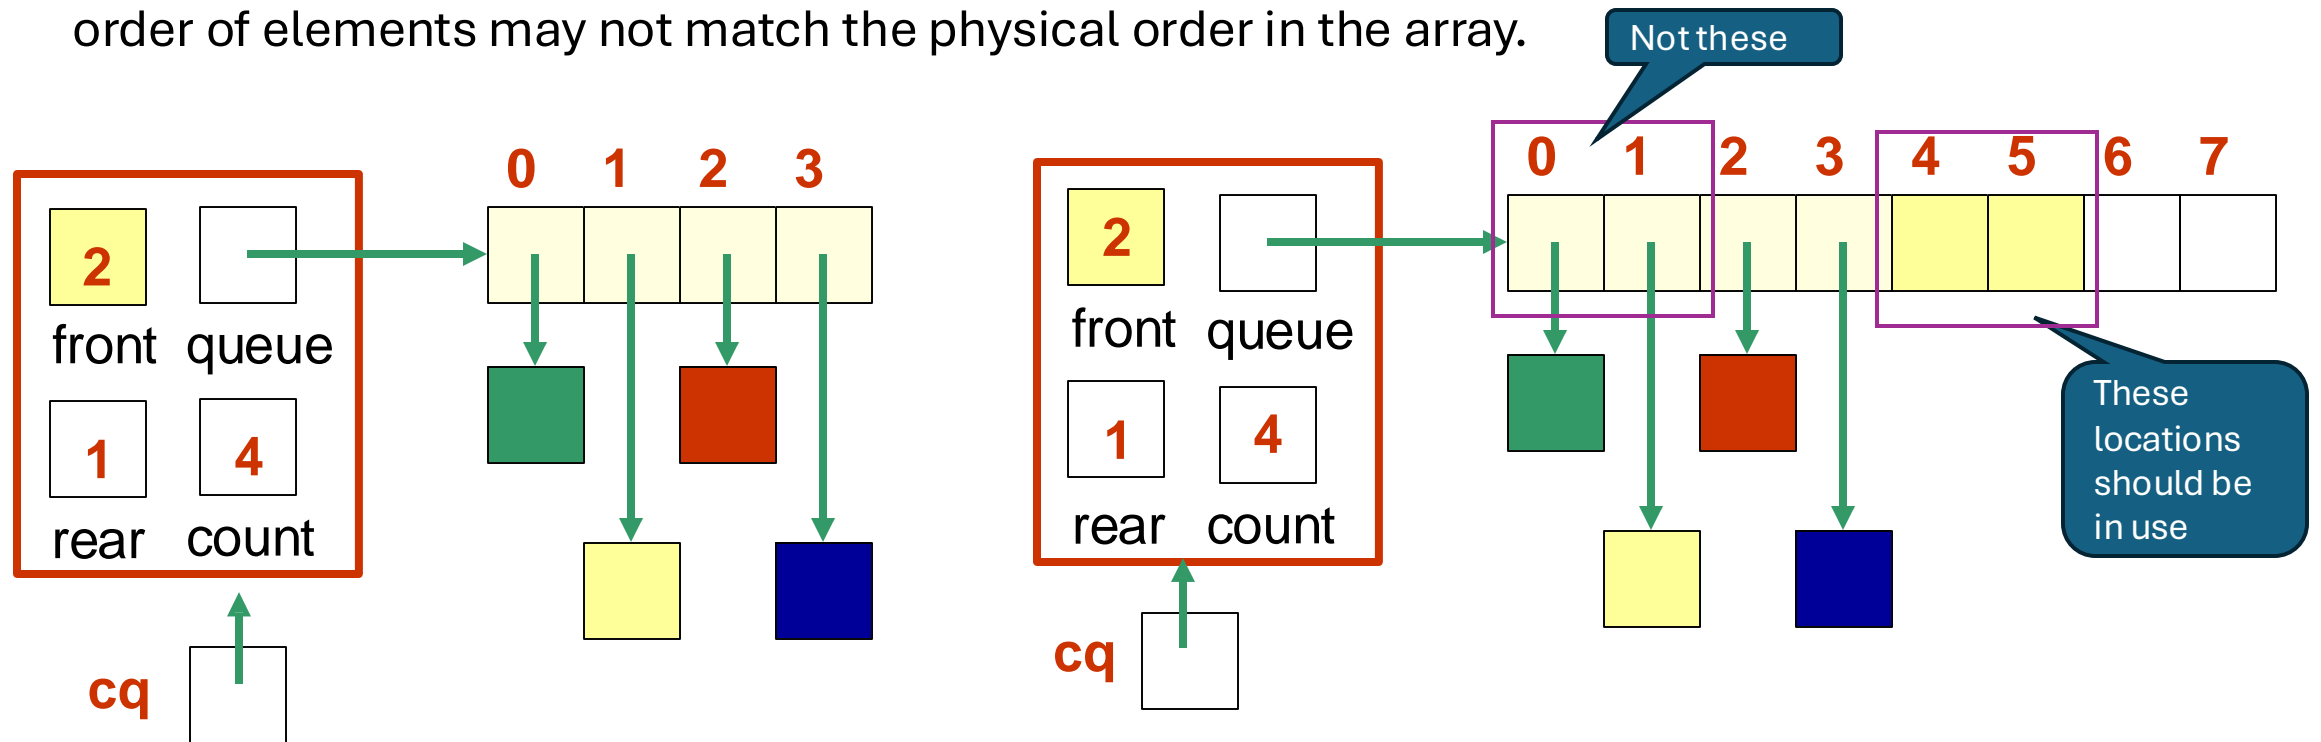 order of elements may not match the physical order in the array.
Not these
0 1 2 3
2
front queue
1 4
rear count
cq
0 1 2 3 4 5 6 7
2
front queue
1 4
rear count
cq
These
locations
should be
in use